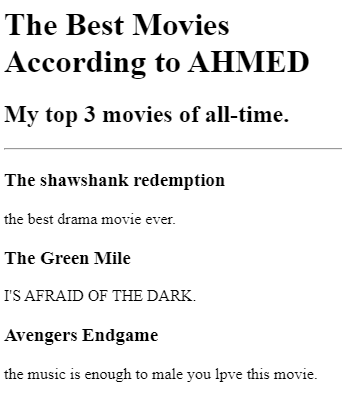 The Best Movies
According to AHMED
My top 3 movies of all-time.
The shawshank redemption
the best drama movie ever.
The Green Mile
I'S AFRAID OF THE DARK.
Avengers Endgame
the music is enough to male you lpve this movie.